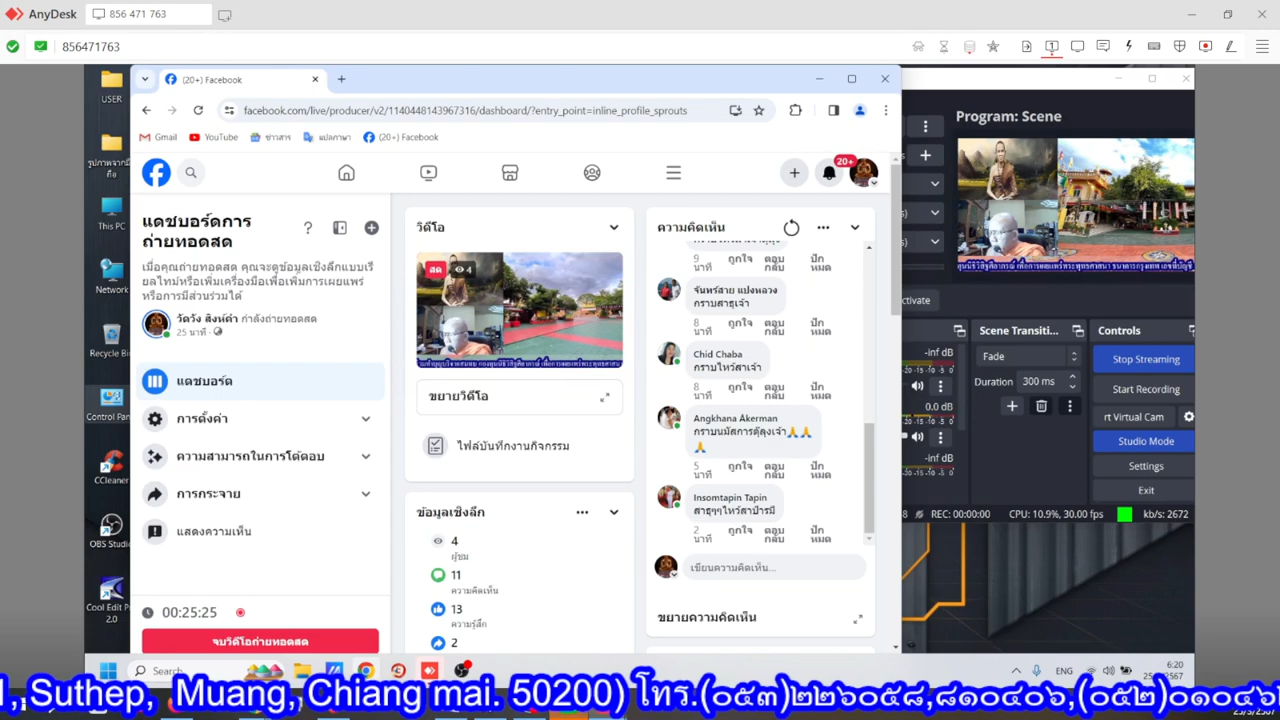 AnyDesk
856 471 763
856471763
USER
รูปภาพจากมือถือ
This PC
Network
Recycle Bi
Control Pan
CCleaner
OBS Studio
Cool Edit P
2.0
(20+) Facebook
facebook.com/live/producer/v2/1140448143967316/dashboard/?entry_point=inline_profile_sprouts
Gmail
YouTube
ข่าวสาร
แปลภาษา
(20+) Facebook
20+
แดชบอร์ดการ
ถ่ายทอดสด
เมื่อคุณถ่ายทอดสด คุณจะดูข้อมูลเชิงลึกแบบเรี
ยลไทม์หรือเพิ่มเครื่องมือเพื่อเพิ่มการเผยแพร่
หรือการมีส่วนร่วมได้
วัดวัง สิงห์คำ กำลังถ่ายทอดสด
25 นาที
แดชบอร์ด
การตั้งค่า
ความสามารถในการโต้ตอบ
การกระจาย
แสดงความเห็น
00:25:25
จบวิดีโอถ่ายทอดสด
วิดีโอ
สด
4
ขยายวิดีโอ
ไฟล์บันทึกงานกิจกรรม
ข้อมูลเชิงลึก
4
ผู้ชม
11
ความคิดเห็น
13
ความรู้สึก
2
ความคิดเห็น
9
นาที
ถูกใจ
ตอบ
กลับ
ปัก
หมุด
จันทร์สาย แปงหลวง
กราบสาธุเจ้า
8
นาที
ถูกใจ
ตอบ
กลับ
ปัก
หมุด
Chid Chaba
กราบไหว้สาเจ้า
8
นาที
ถูกใจ
ตอบ
กลับ
ปัก
หมุด
Angkhana Åkerman
กราบนมัสการตุ๊ลุงเจ้า🙏🙏
🙏
5
นาที
ถูกใจ
ตอบ
กลับ
ปัก
หมุด
Insomtapin Tapin
สาธุๆๆไหว้สาป๋ารมี
2
นาที
ถูกใจ
ตอบ
กลับ
ปัก
หมุด
เขียนความคิดเห็น...
ขยายความคิดเห็น
Program: Scene
Scene Transiti...
Controls
Fade
Duration
300 ms
-inf dB
0.0 dB
-inf dB
Stop Streaming
Start Recording
rt Virtual Cam
Studio Mode
Settings
Exit
REC: 00:00:00
CPU: 10.9%, 30.00 fps
kb/s: 2672
Search
ENG
6:20
, Suthep, Muang, Chiang mai. 50200) โทร.(๐๕๓)๒๒๖๐๕๘,๘๑๐๔๐๖,(๐๕๒)๐๑๐๔๖